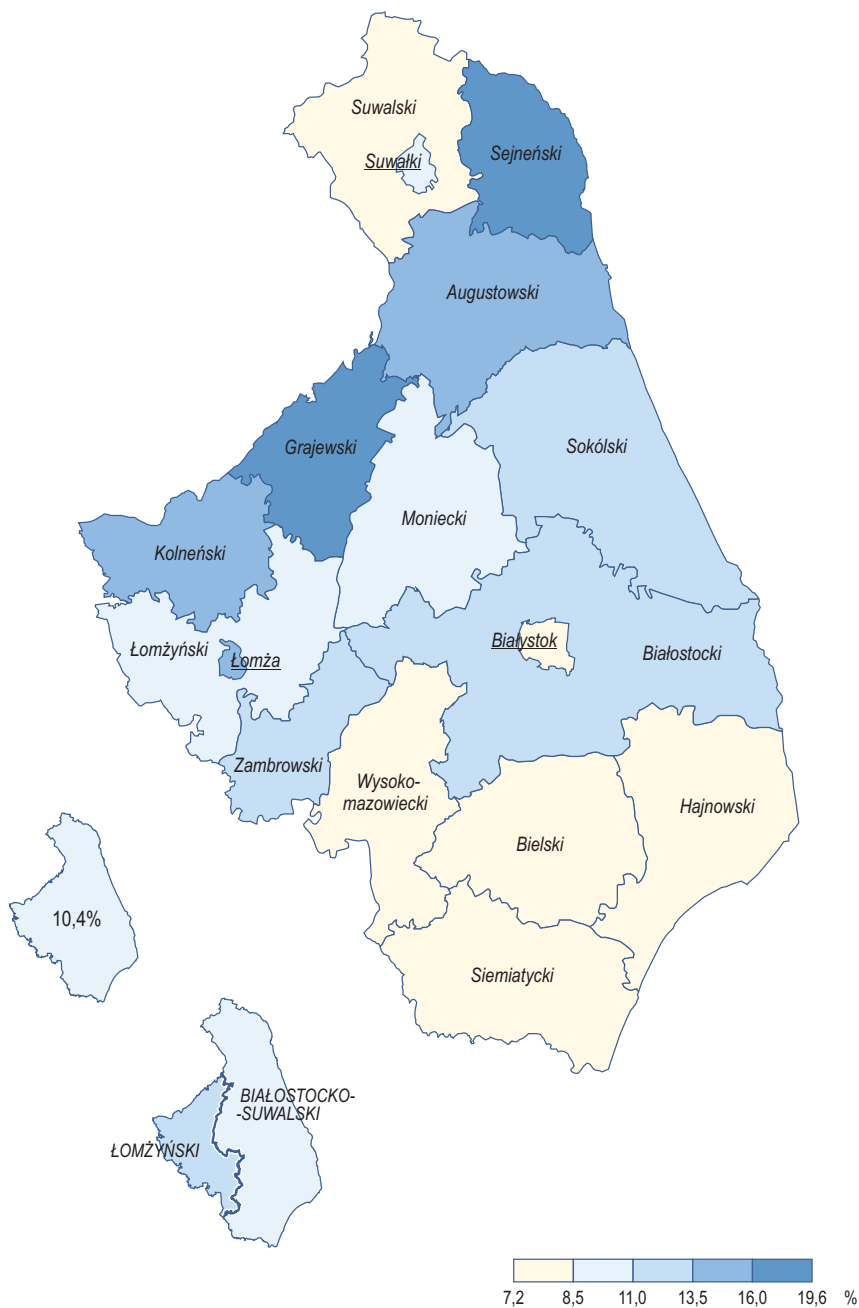 Suwalski
Suwałki
Sejneński
Augustowski
Grajewski
Sokólski
Moniecki
Kolneński
Łomżyński
Łomża
Białystok
Białostocki
Zambrowski
Wysoko-
mazowiecki
Hajnowski
Bielski
Siemiatycki
10,4%
BIAŁOSTOCKO-
-SUWALSKI
ŁOMŻYŃSKI
7,2 8,5 11,0 13,5 16,0 19,6 %